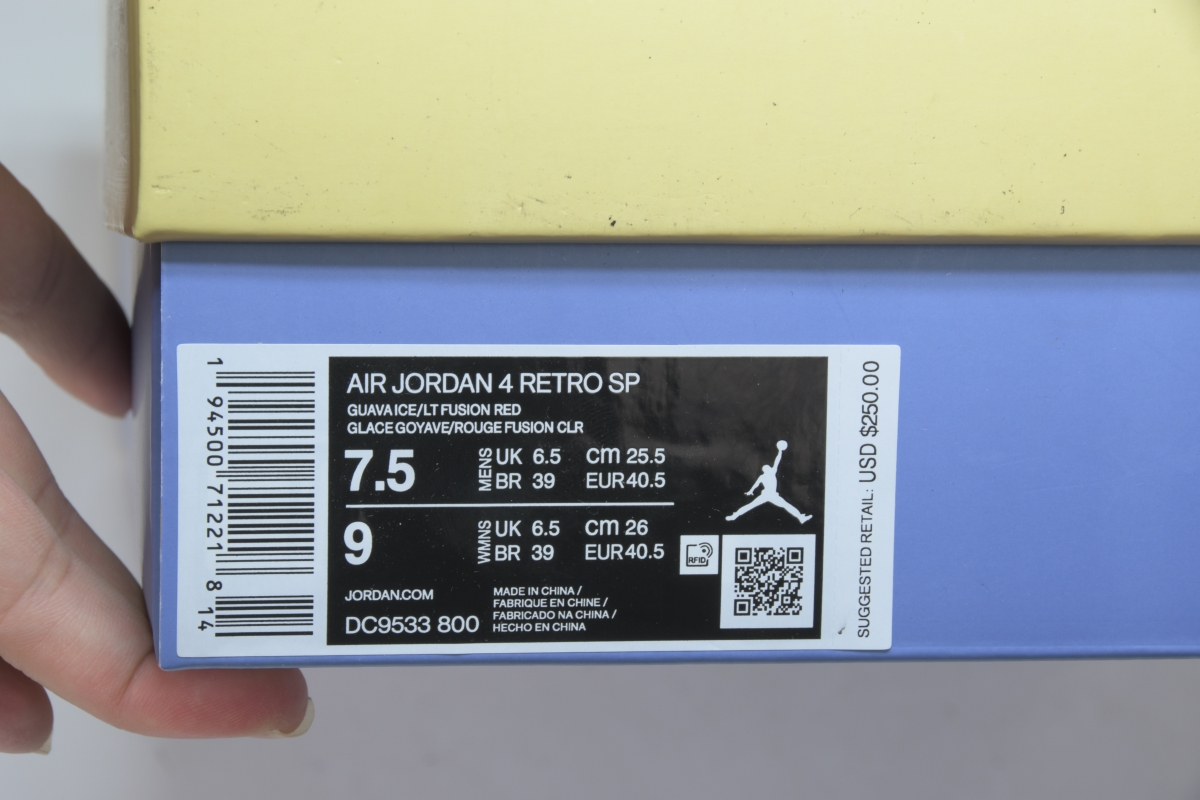 1 94500 71221 8 14
AIR JORDAN 4 RETRO SP
GUAVA ICE/LT FUSION RED
GLACE GOYAVE/ROUGE FUSION CLR
7.5 MENS UK 6.5 cm 25.5
BR 39 EUR 40.5
9 WMNS UK 6.5 cm 26
BR 39 EUR 40.5
RFID
JORDAN.COM
DC9533 800
MADE IN CHINA /
FABRIQUE EN CHINE /
FABRICADO NA CHINA /
HECHO EN CHINA
SUGGESTED RETAIL: USD $250.00